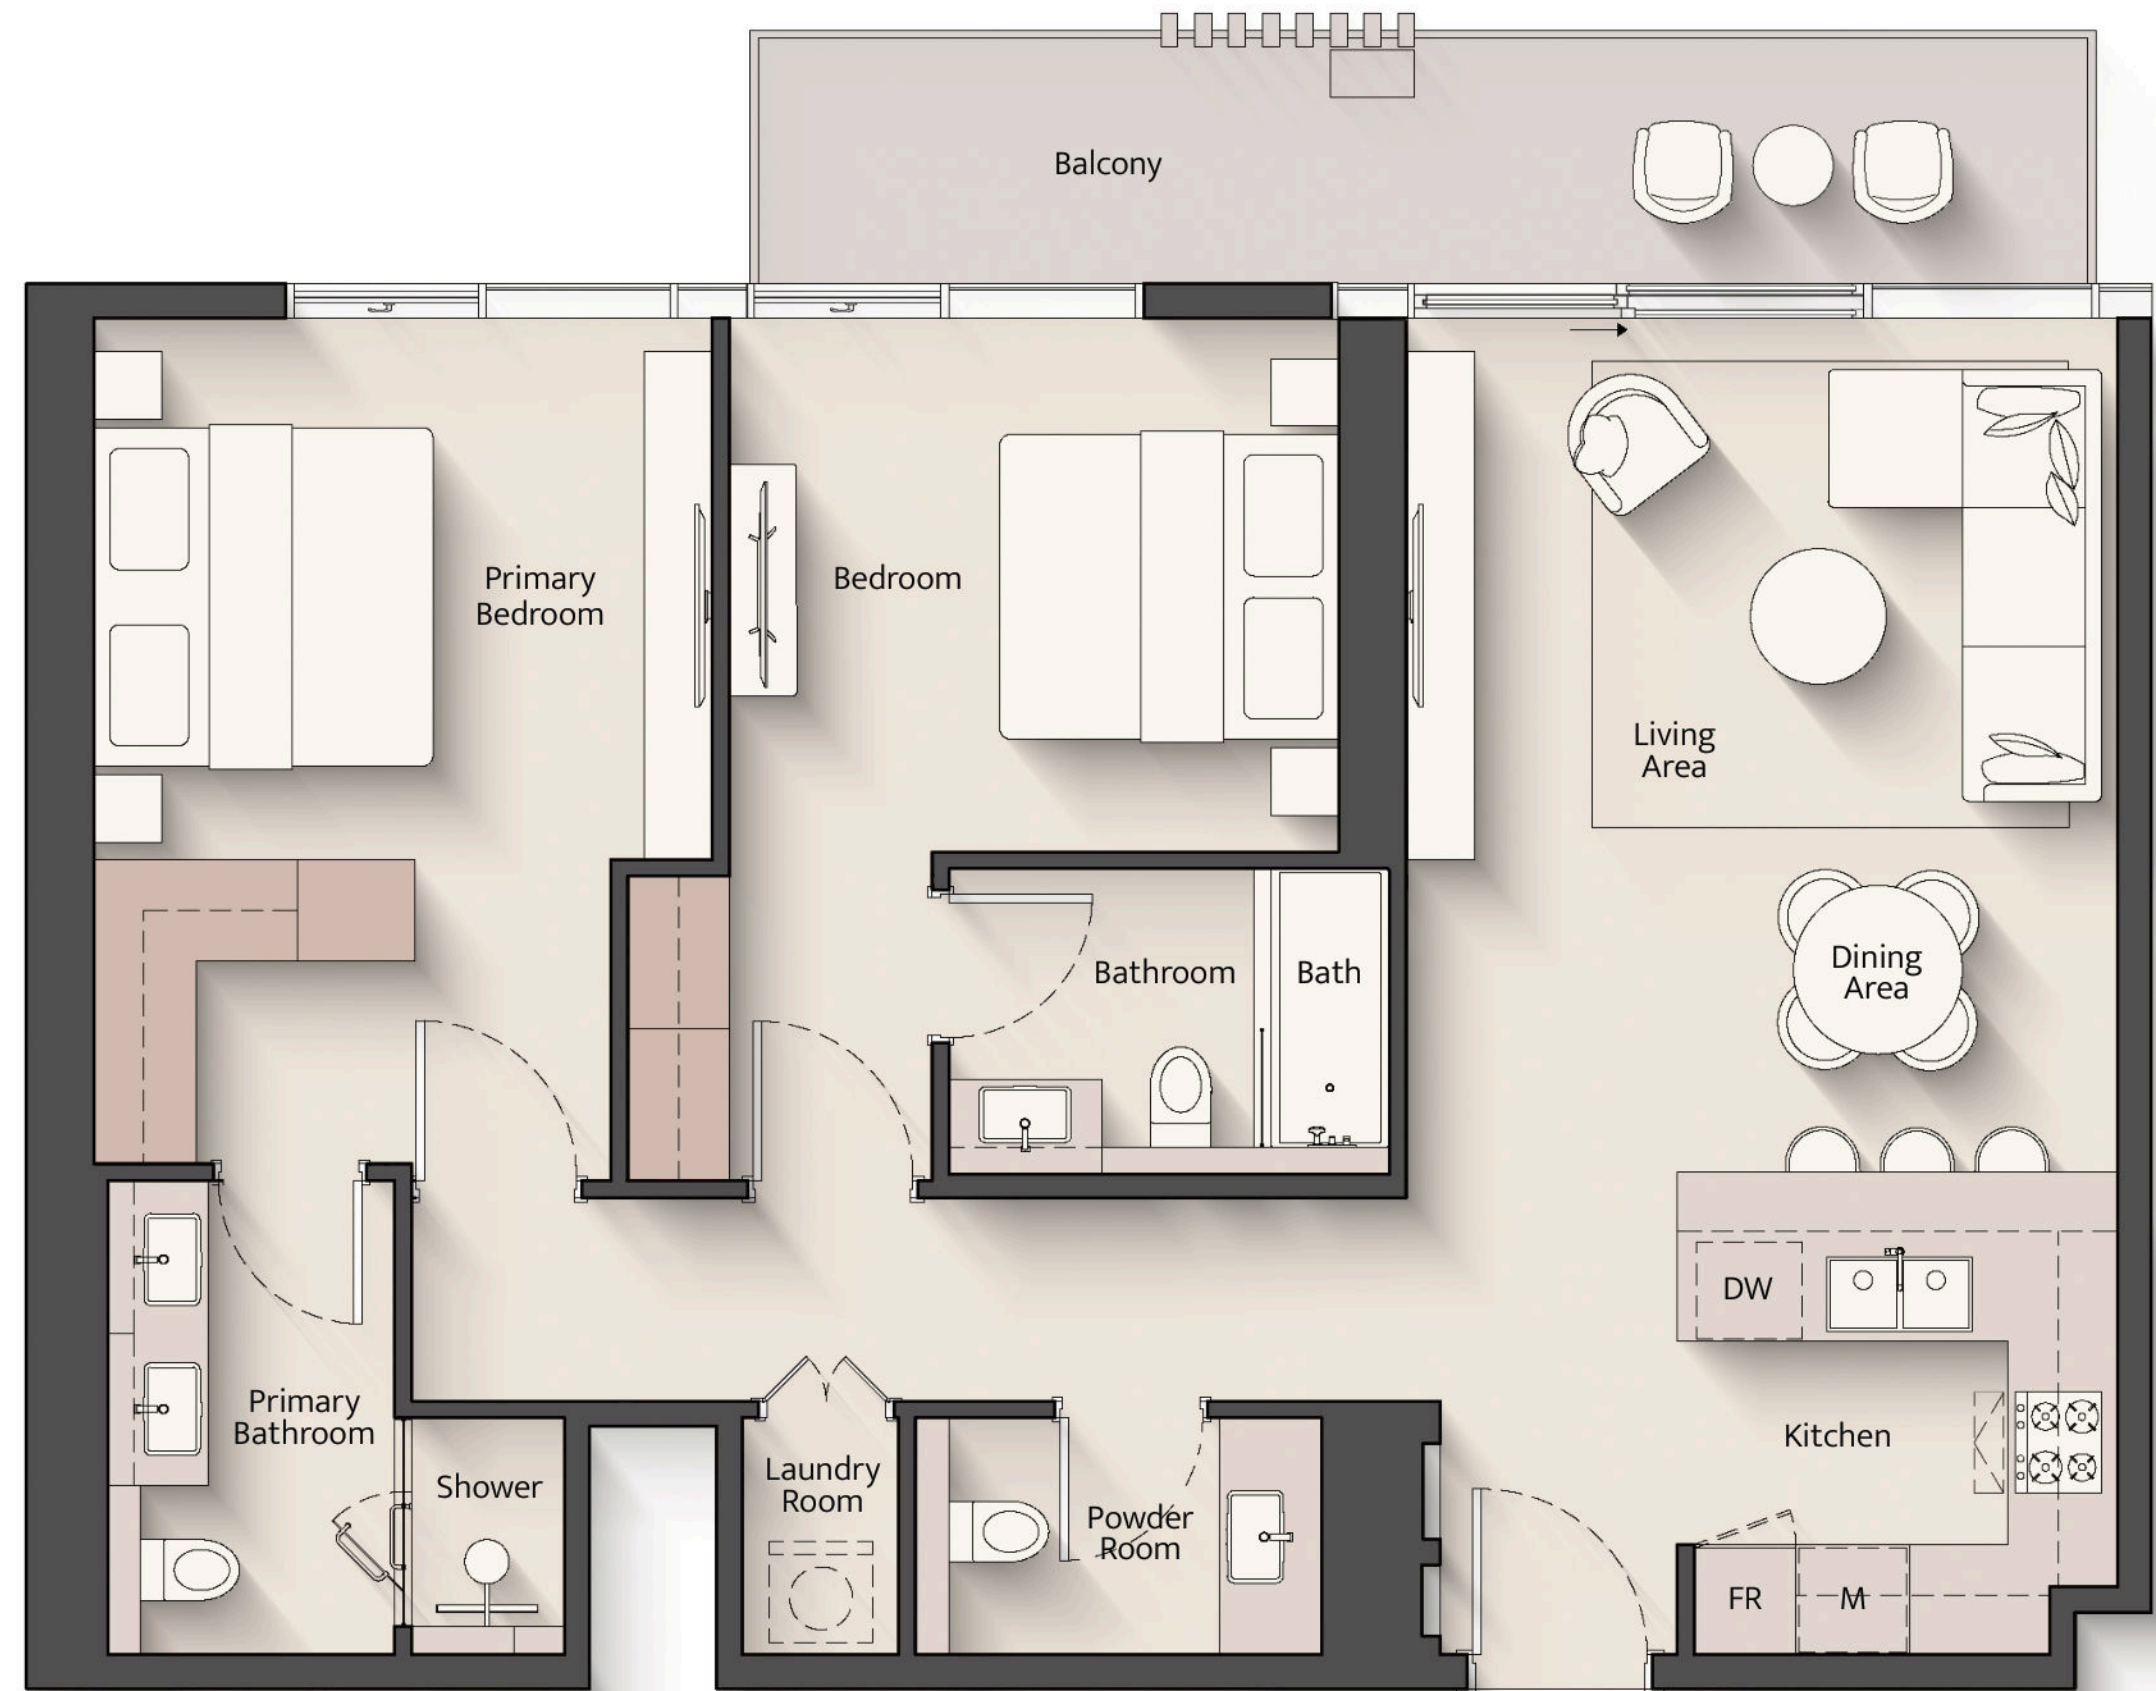 Balcony
Primary
Bedroom
Bedroom
Living
Area
Bathroom
Bath
Dining
Area
DW
Primary
Bathroom
Shower
Laundry
Room
Powder
Room
Kitchen
FR
M